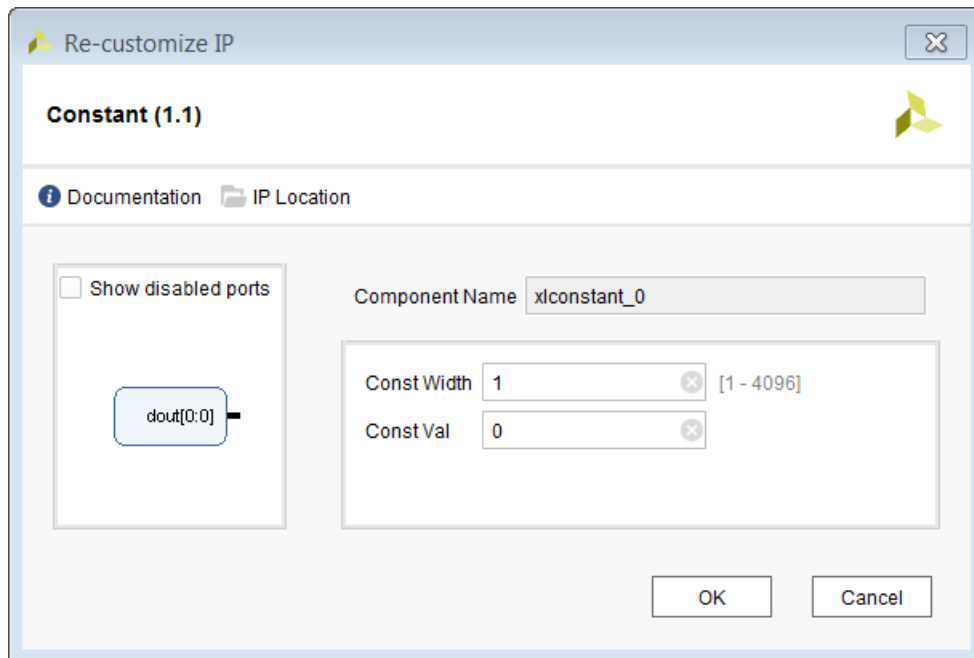 Re-customize IP
Constant (1.1)
Documentation IP Location
Show disabled ports
dout[0:0]
Component Name xlconstant_0
Const Width 1 [1 - 4096]
Const Val 0
OK Cancel